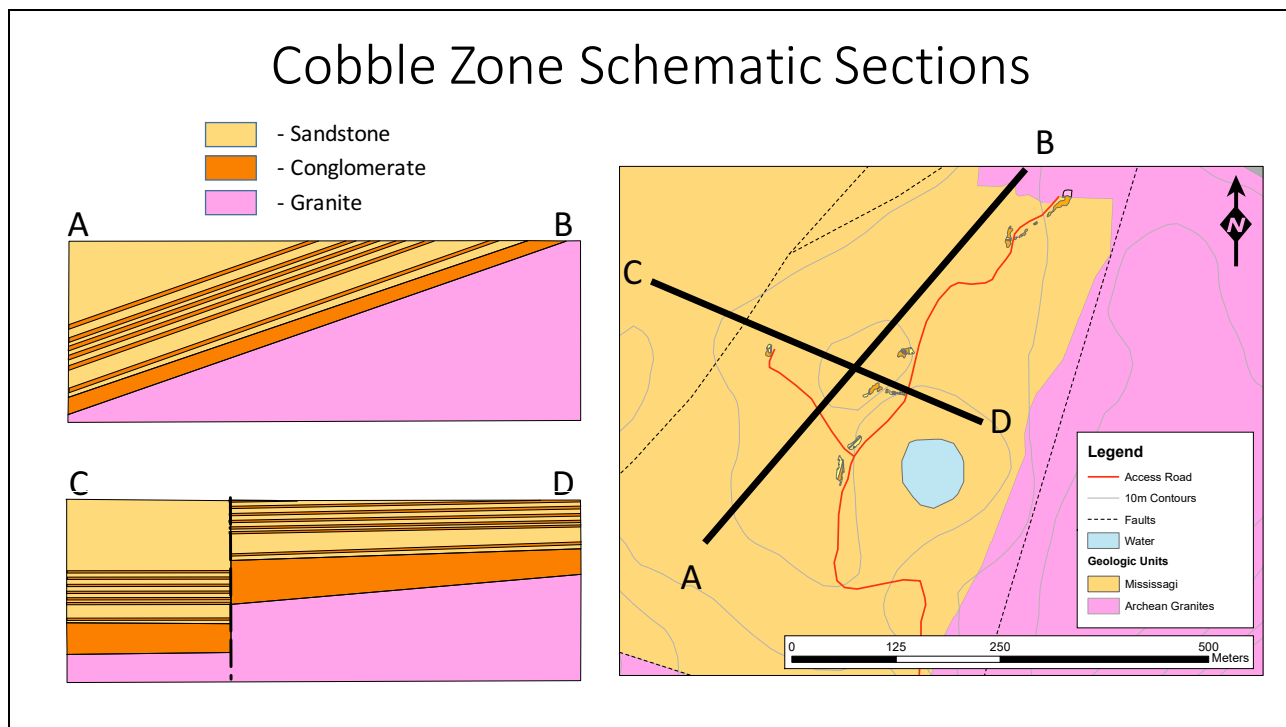 Cobble Zone Schematic Sections
- Sandstone
- Conglomerate
- Granite
A B
C D
B
C
D
A
N
Legend
Access Road
10m Contours
Faults
Water
Geologic Units
Mississagi
Archean Granites
0 125 250 500
Meters